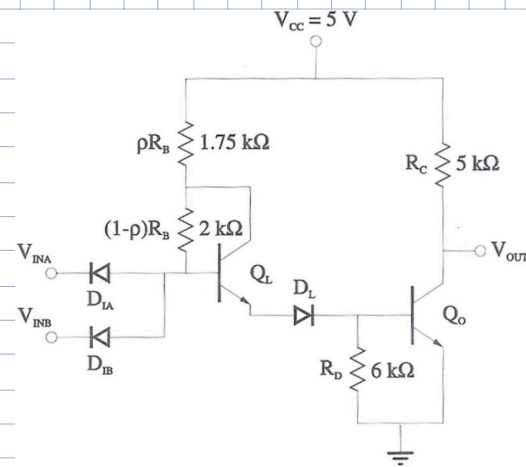 V_CC = 5 V
ρR_B 1.75 kΩ
R_C 5 kΩ
(1-ρ)R_B 2 kΩ
V_INA
V_OUT
Q_L
D_L
D_IA
V_INB
Q_O
D_IB
R_D 6 kΩ